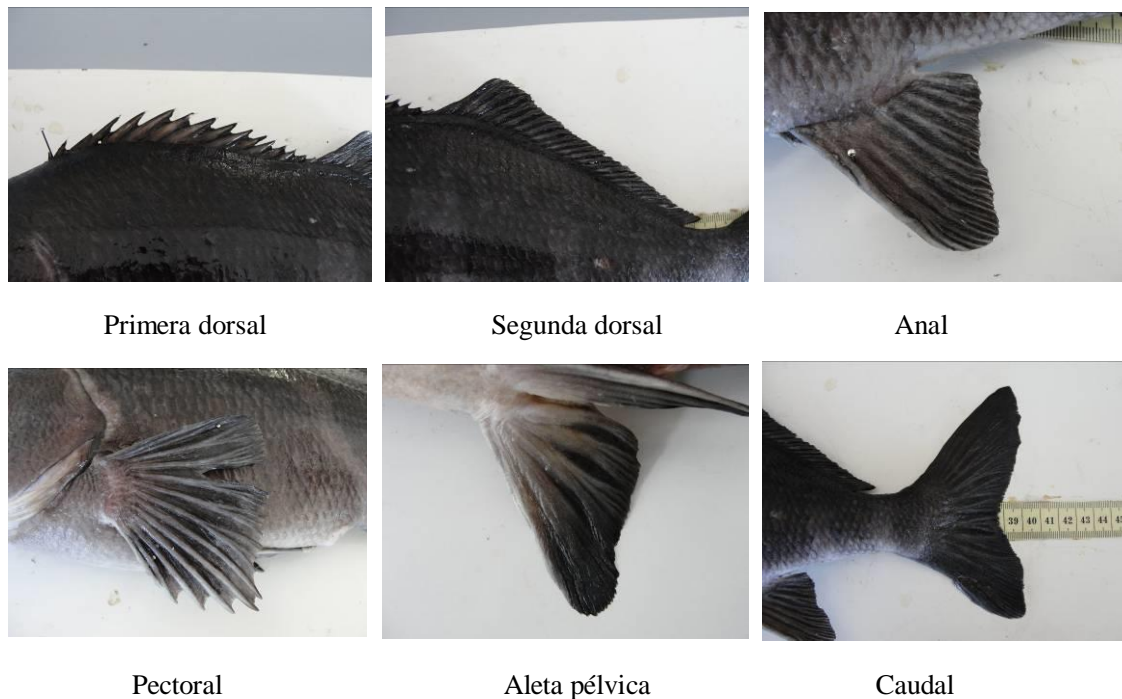 Primera dorsal
Segunda dorsal
Anal
39 40 41 42 43 44
Pectoral
Aleta pélvica
Caudal